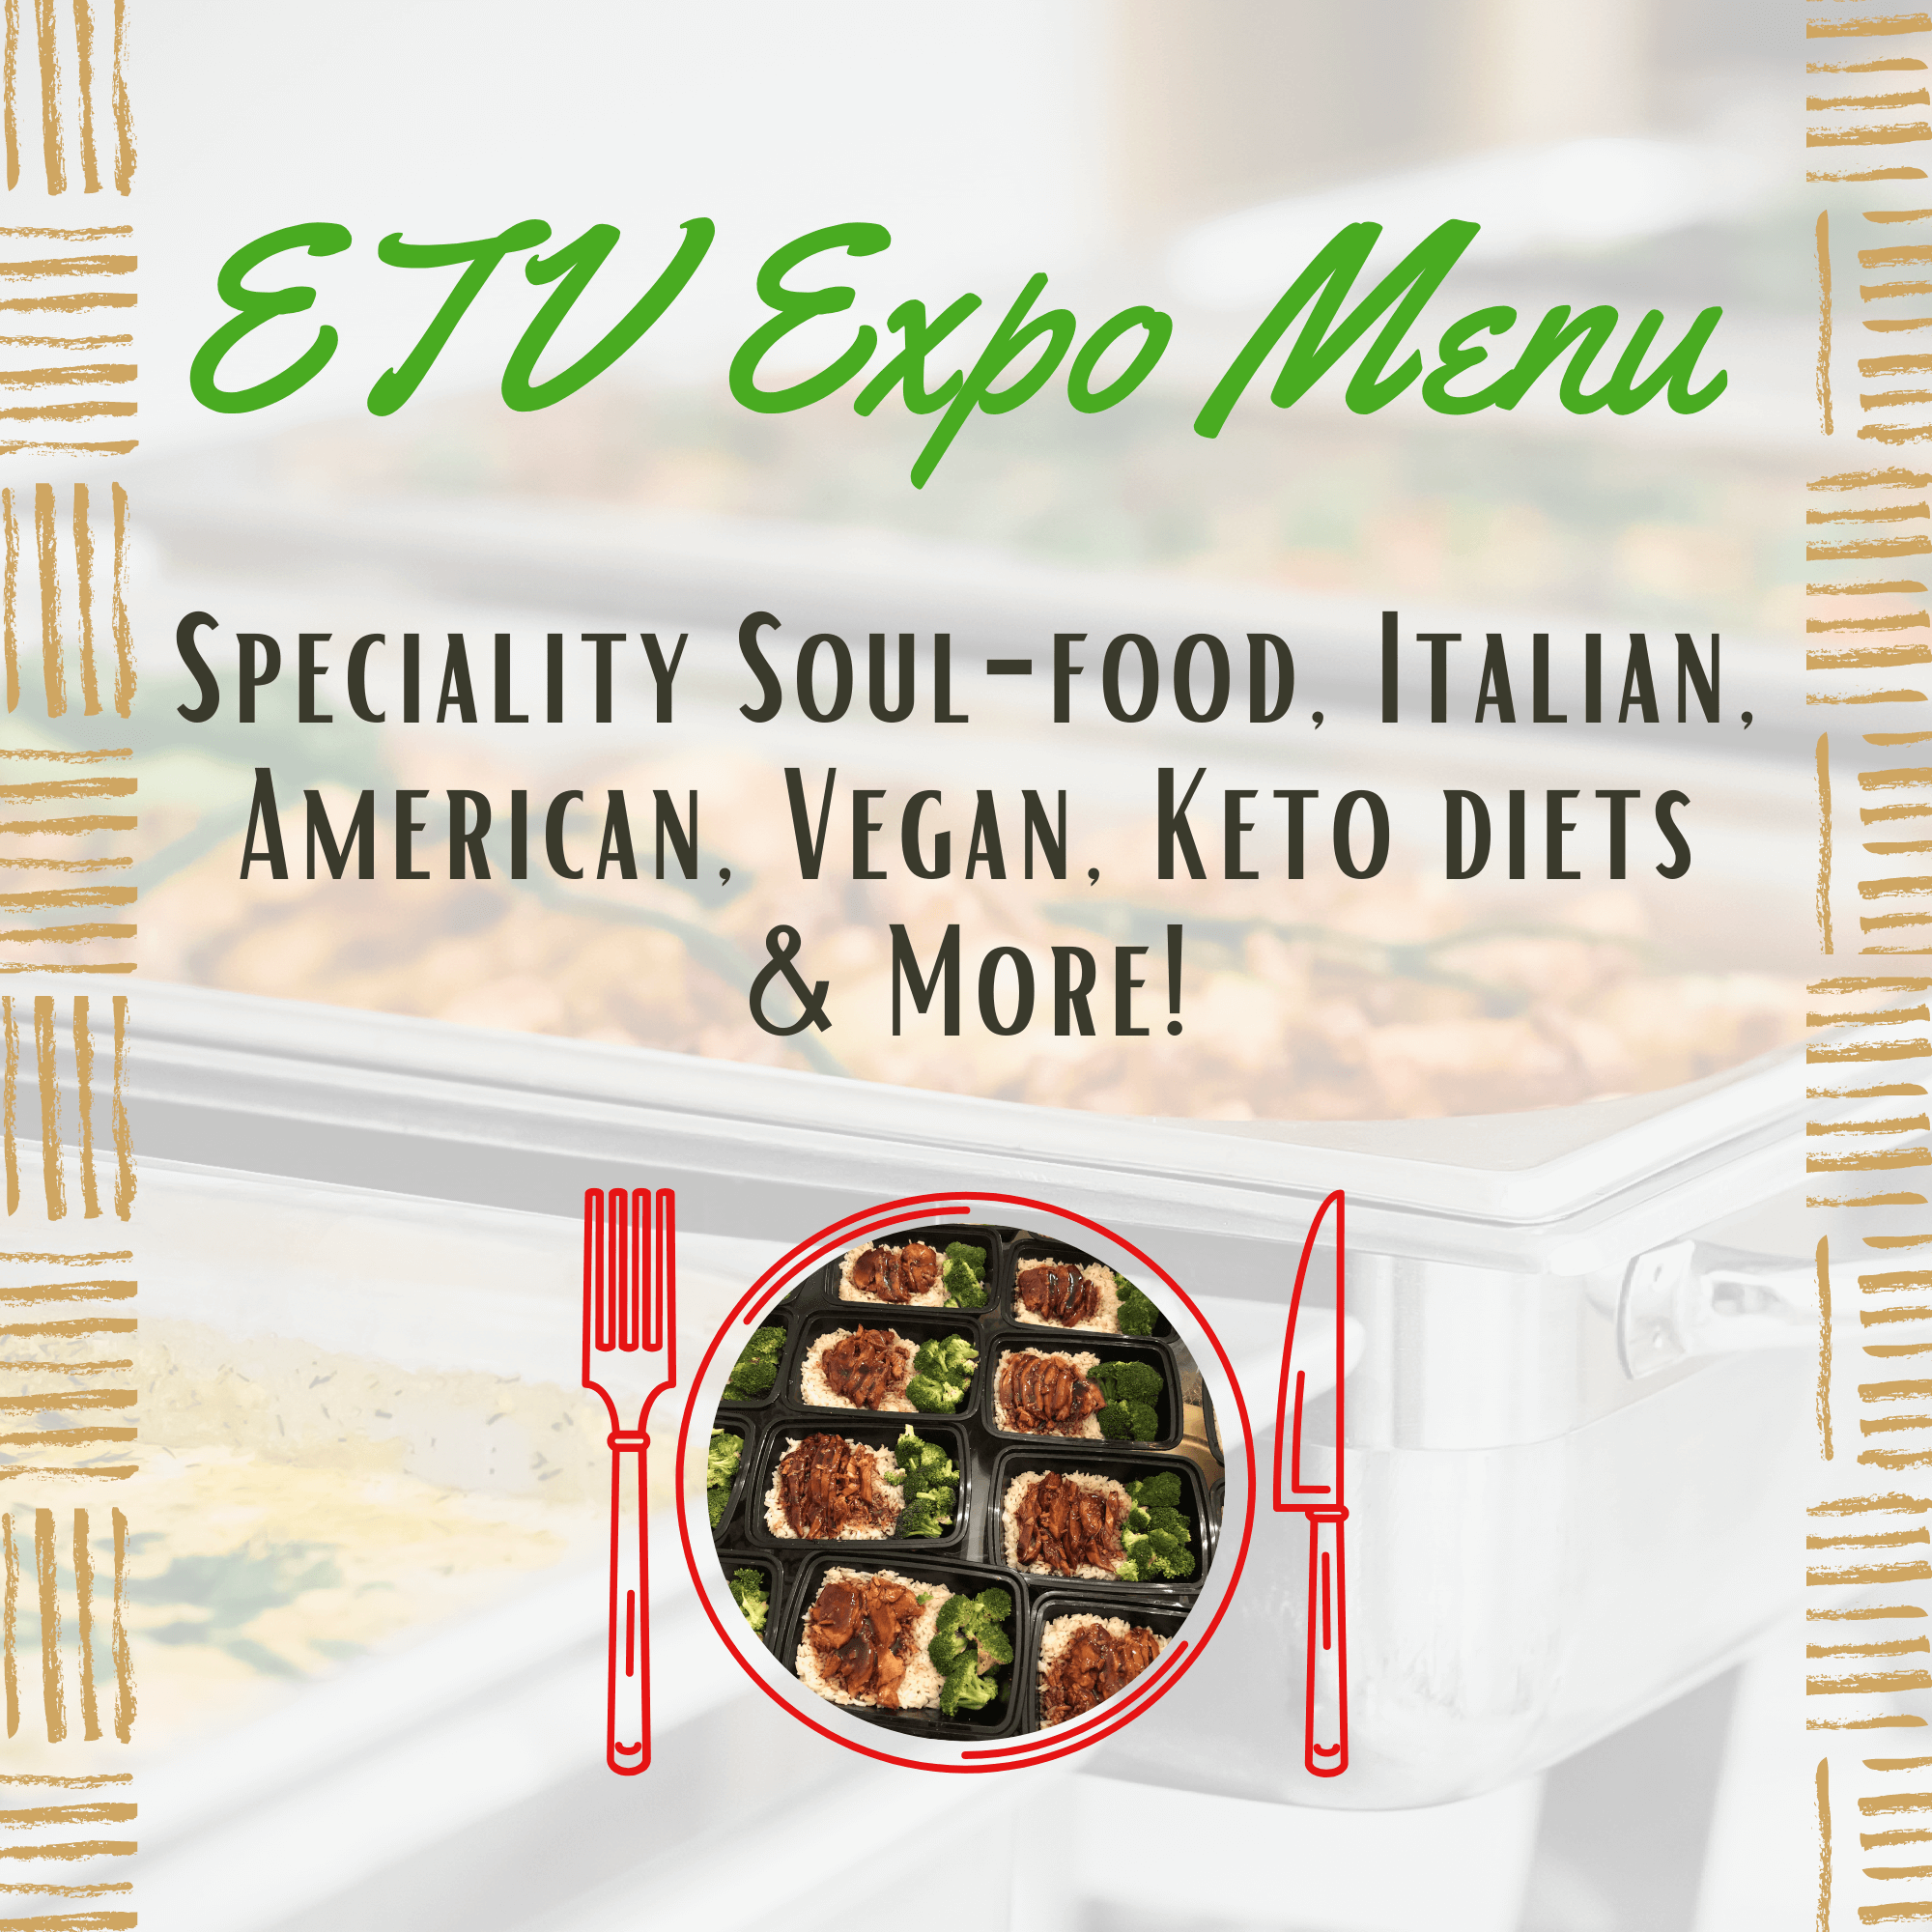 ETV Expo Menu
Speciality Soul-food, Italian,
American, Vegan, Keto diets
& More!